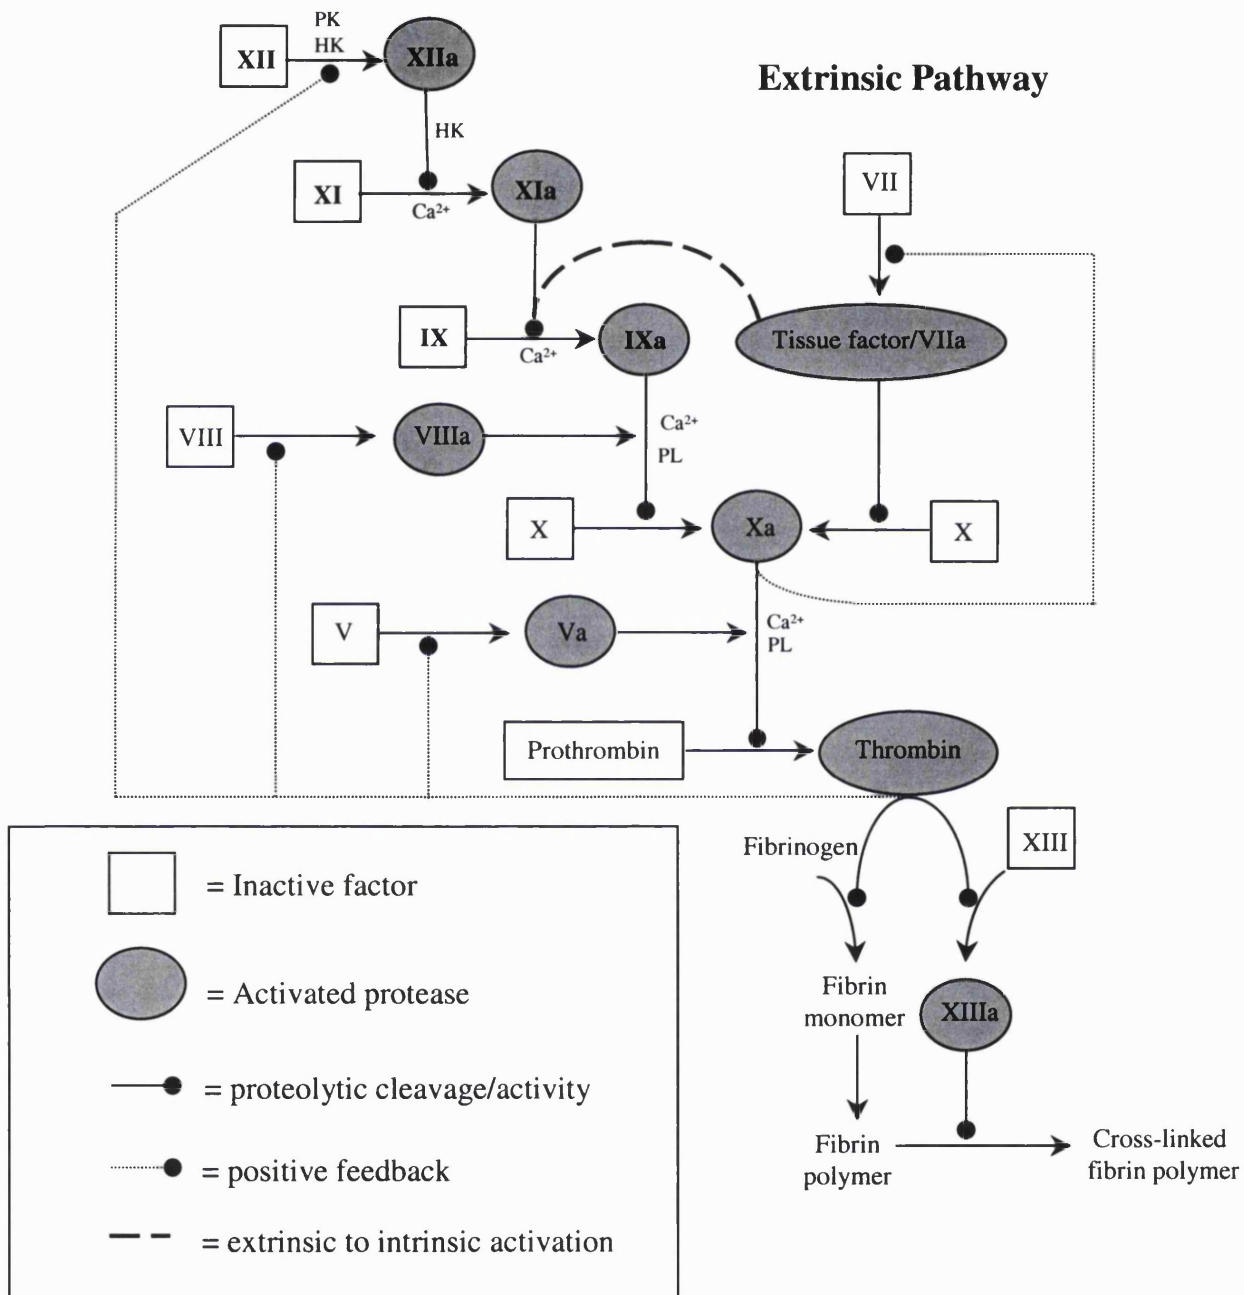 PK
HK
XII
XIIa
Extrinsic Pathway
HK
XI
Ca²⁺
XIa
VII
IX
Ca²⁺
IXa
Tissue factor/VIIa
VIII
VIIIa
Ca²⁺
PL
X
Xa
X
V
Va
Ca²⁺
PL
Prothrombin
Thrombin
Fibrinogen
XIII
Fibrin
monomer
XIIIa
Fibrin
polymer
Cross-linked
fibrin polymer
= Inactive factor
= Activated protease
= proteolytic cleavage/activity
= positive feedback
= extrinsic to intrinsic activation